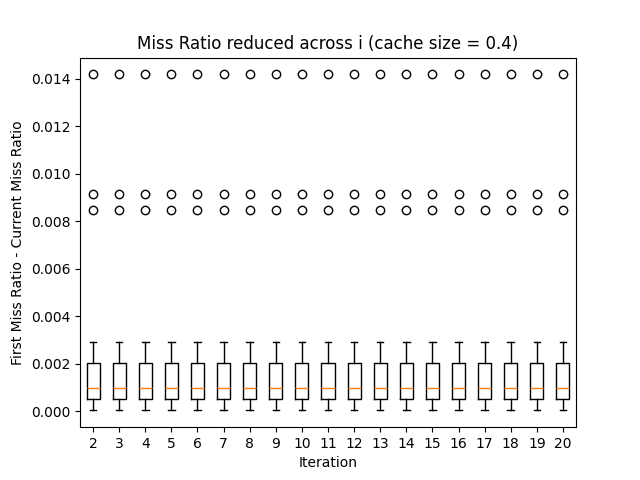 Miss Ratio reduced across i (cache size = 0.4)
First Miss Ratio - Current Miss Ratio
0.014
0.012
0.010
0.008
0.006
0.004
0.002
0.000
2 3 4 5 6 7 8 9 10 11 12 13 14 15 16 17 18 19 20
Iteration